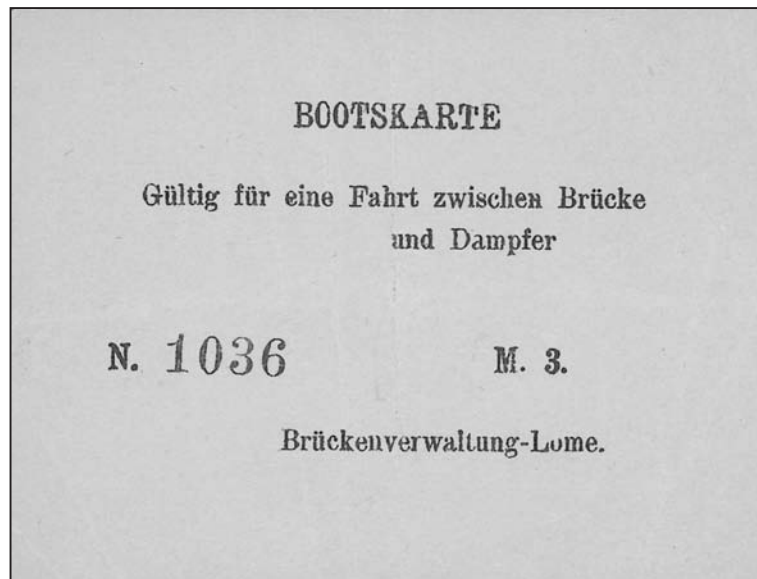 BOOTSKARTE
Gültig für eine Fahrt zwischen Brücke
und Dampfer
N. 1036 M. 3.
Brückenverwaltung-Lome.